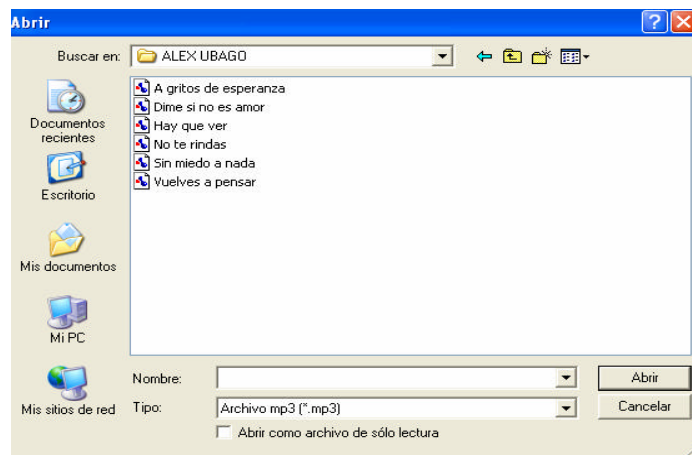 Abrir
Buscar en: ALEX UBAGO
Documentos
recientes
Escritorio
Mis documentos
Mi PC
Mis sitios de red
A gritos de esperanza
Dime si no es amor
Hay que ver
No te rindas
Sin miedo a nada
Vuelves a pensar
Nombre:
Abrir
Tipo: Archivo mp3 (*.mp3)
Cancelar
Abrir como archivo de sólo lectura